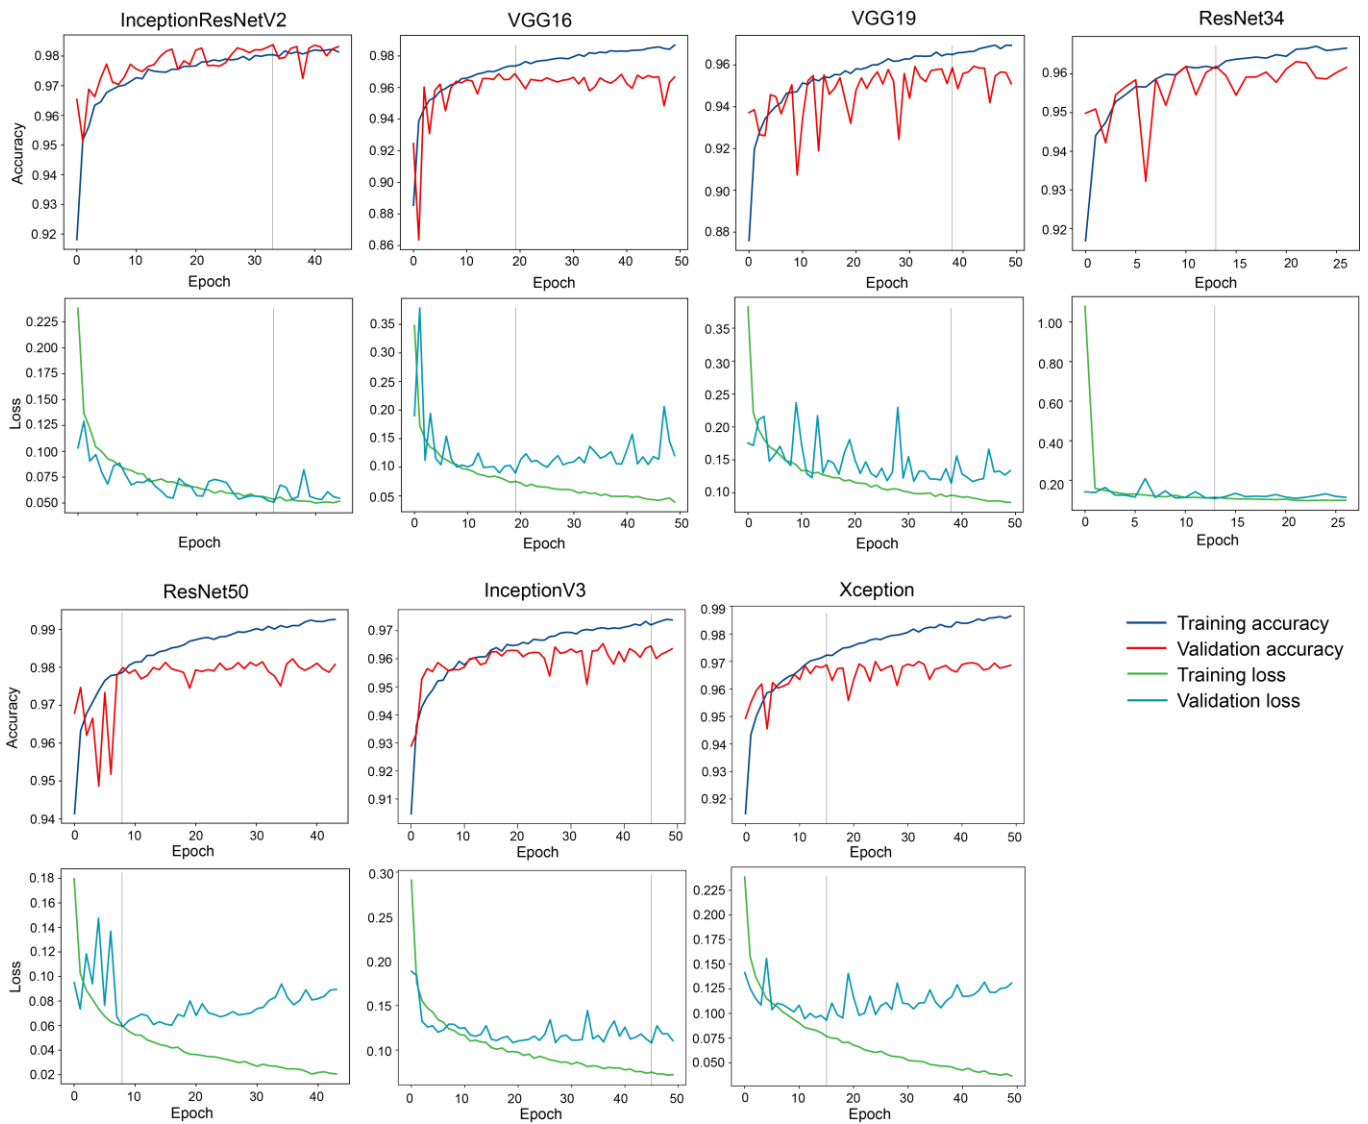 InceptionResNetV2 VGG16 VGG19 ResNet34
Accuracy
0.98
0.97
0.96
0.95
0.94
0.93
0.92
0 10 20 30 40
Epoch
0.98
0.96
0.94
0.92
0.90
0.88
0.86
0 10 20 30 40 50
Epoch
0.96
0.94
0.92
0.90
0.88
0 10 20 30 40 50
Epoch
0.96
0.95
0.94
0.93
0.92
0 5 10 15 20 25
Epoch
Loss
0.225
0.200
0.175
0.150
0.125
0.100
0.075
0.050
Epoch
0.35
0.30
0.25
0.20
0.15
0.10
0.05
0 10 20 30 40 50
Epoch
0.35
0.30
0.25
0.20
0.15
0.10
0 10 20 30 40 50
Epoch
1.00
0.80
0.60
0.40
0.20
0 5 10 15 20 25
Epoch
ResNet50 InceptionV3 Xception
Accuracy
0.99
0.98
0.97
0.96
0.95
0.94
0 10 20 30 40
Epoch
0.97
0.96
0.95
0.94
0.93
0.92
0.91
0 10 20 30 40 50
Epoch
0.99
0.98
0.97
0.96
0.95
0.94
0.93
0.92
0 10 20 30 40 50
Epoch
Training accuracy
Validation accuracy
Training loss
Validation loss
Loss
0.18
0.16
0.14
0.12
0.10
0.08
0.06
0.04
0.02
0 10 20 30 40
Epoch
0.30
0.25
0.20
0.15
0.10
0 10 20 30 40 50
Epoch
0.225
0.200
0.175
0.150
0.125
0.100
0.075
0.050
0 10 20 30 40 50
Epoch